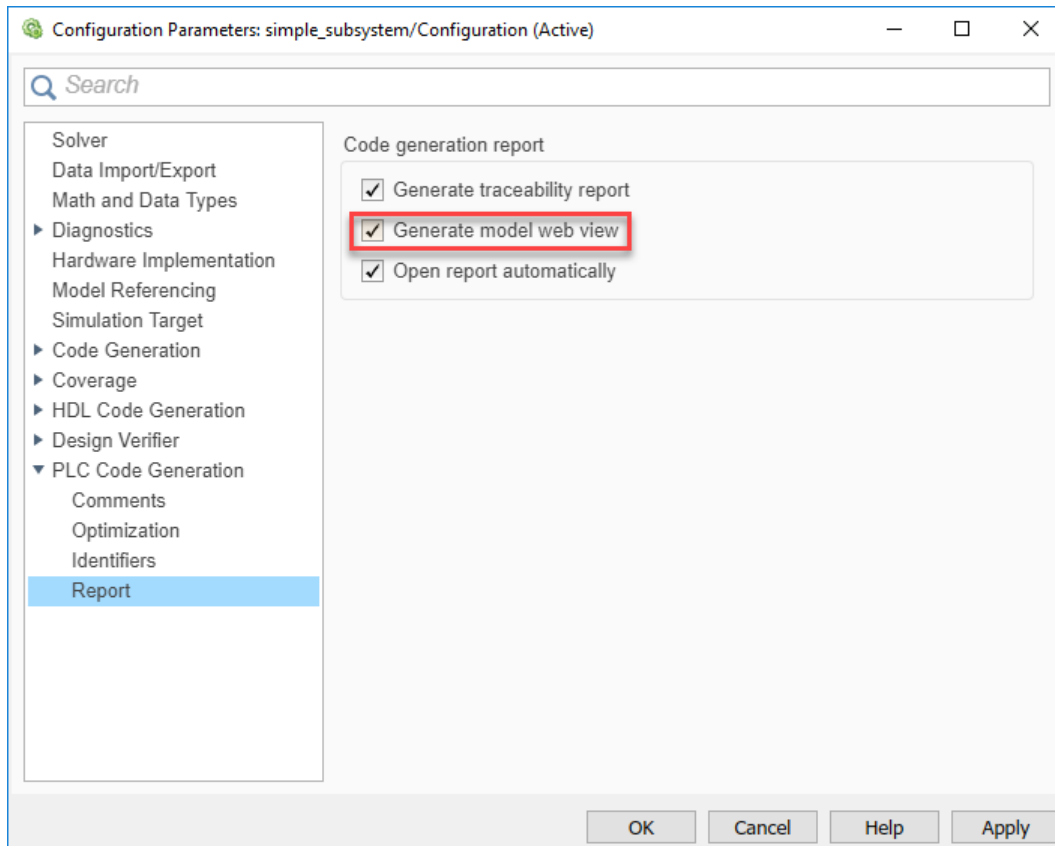 Configuration Parameters: simple_subsystem/Configuration (Active)
Search
Solver
Data Import/Export
Math and Data Types
Diagnostics
Hardware Implementation
Model Referencing
Simulation Target
Code Generation
Coverage
HDL Code Generation
Design Verifier
PLC Code Generation
Comments
Optimization
Identifiers
Report
Code generation report
Generate traceability report
Generate model web view
Open report automatically
OK Cancel Help Apply